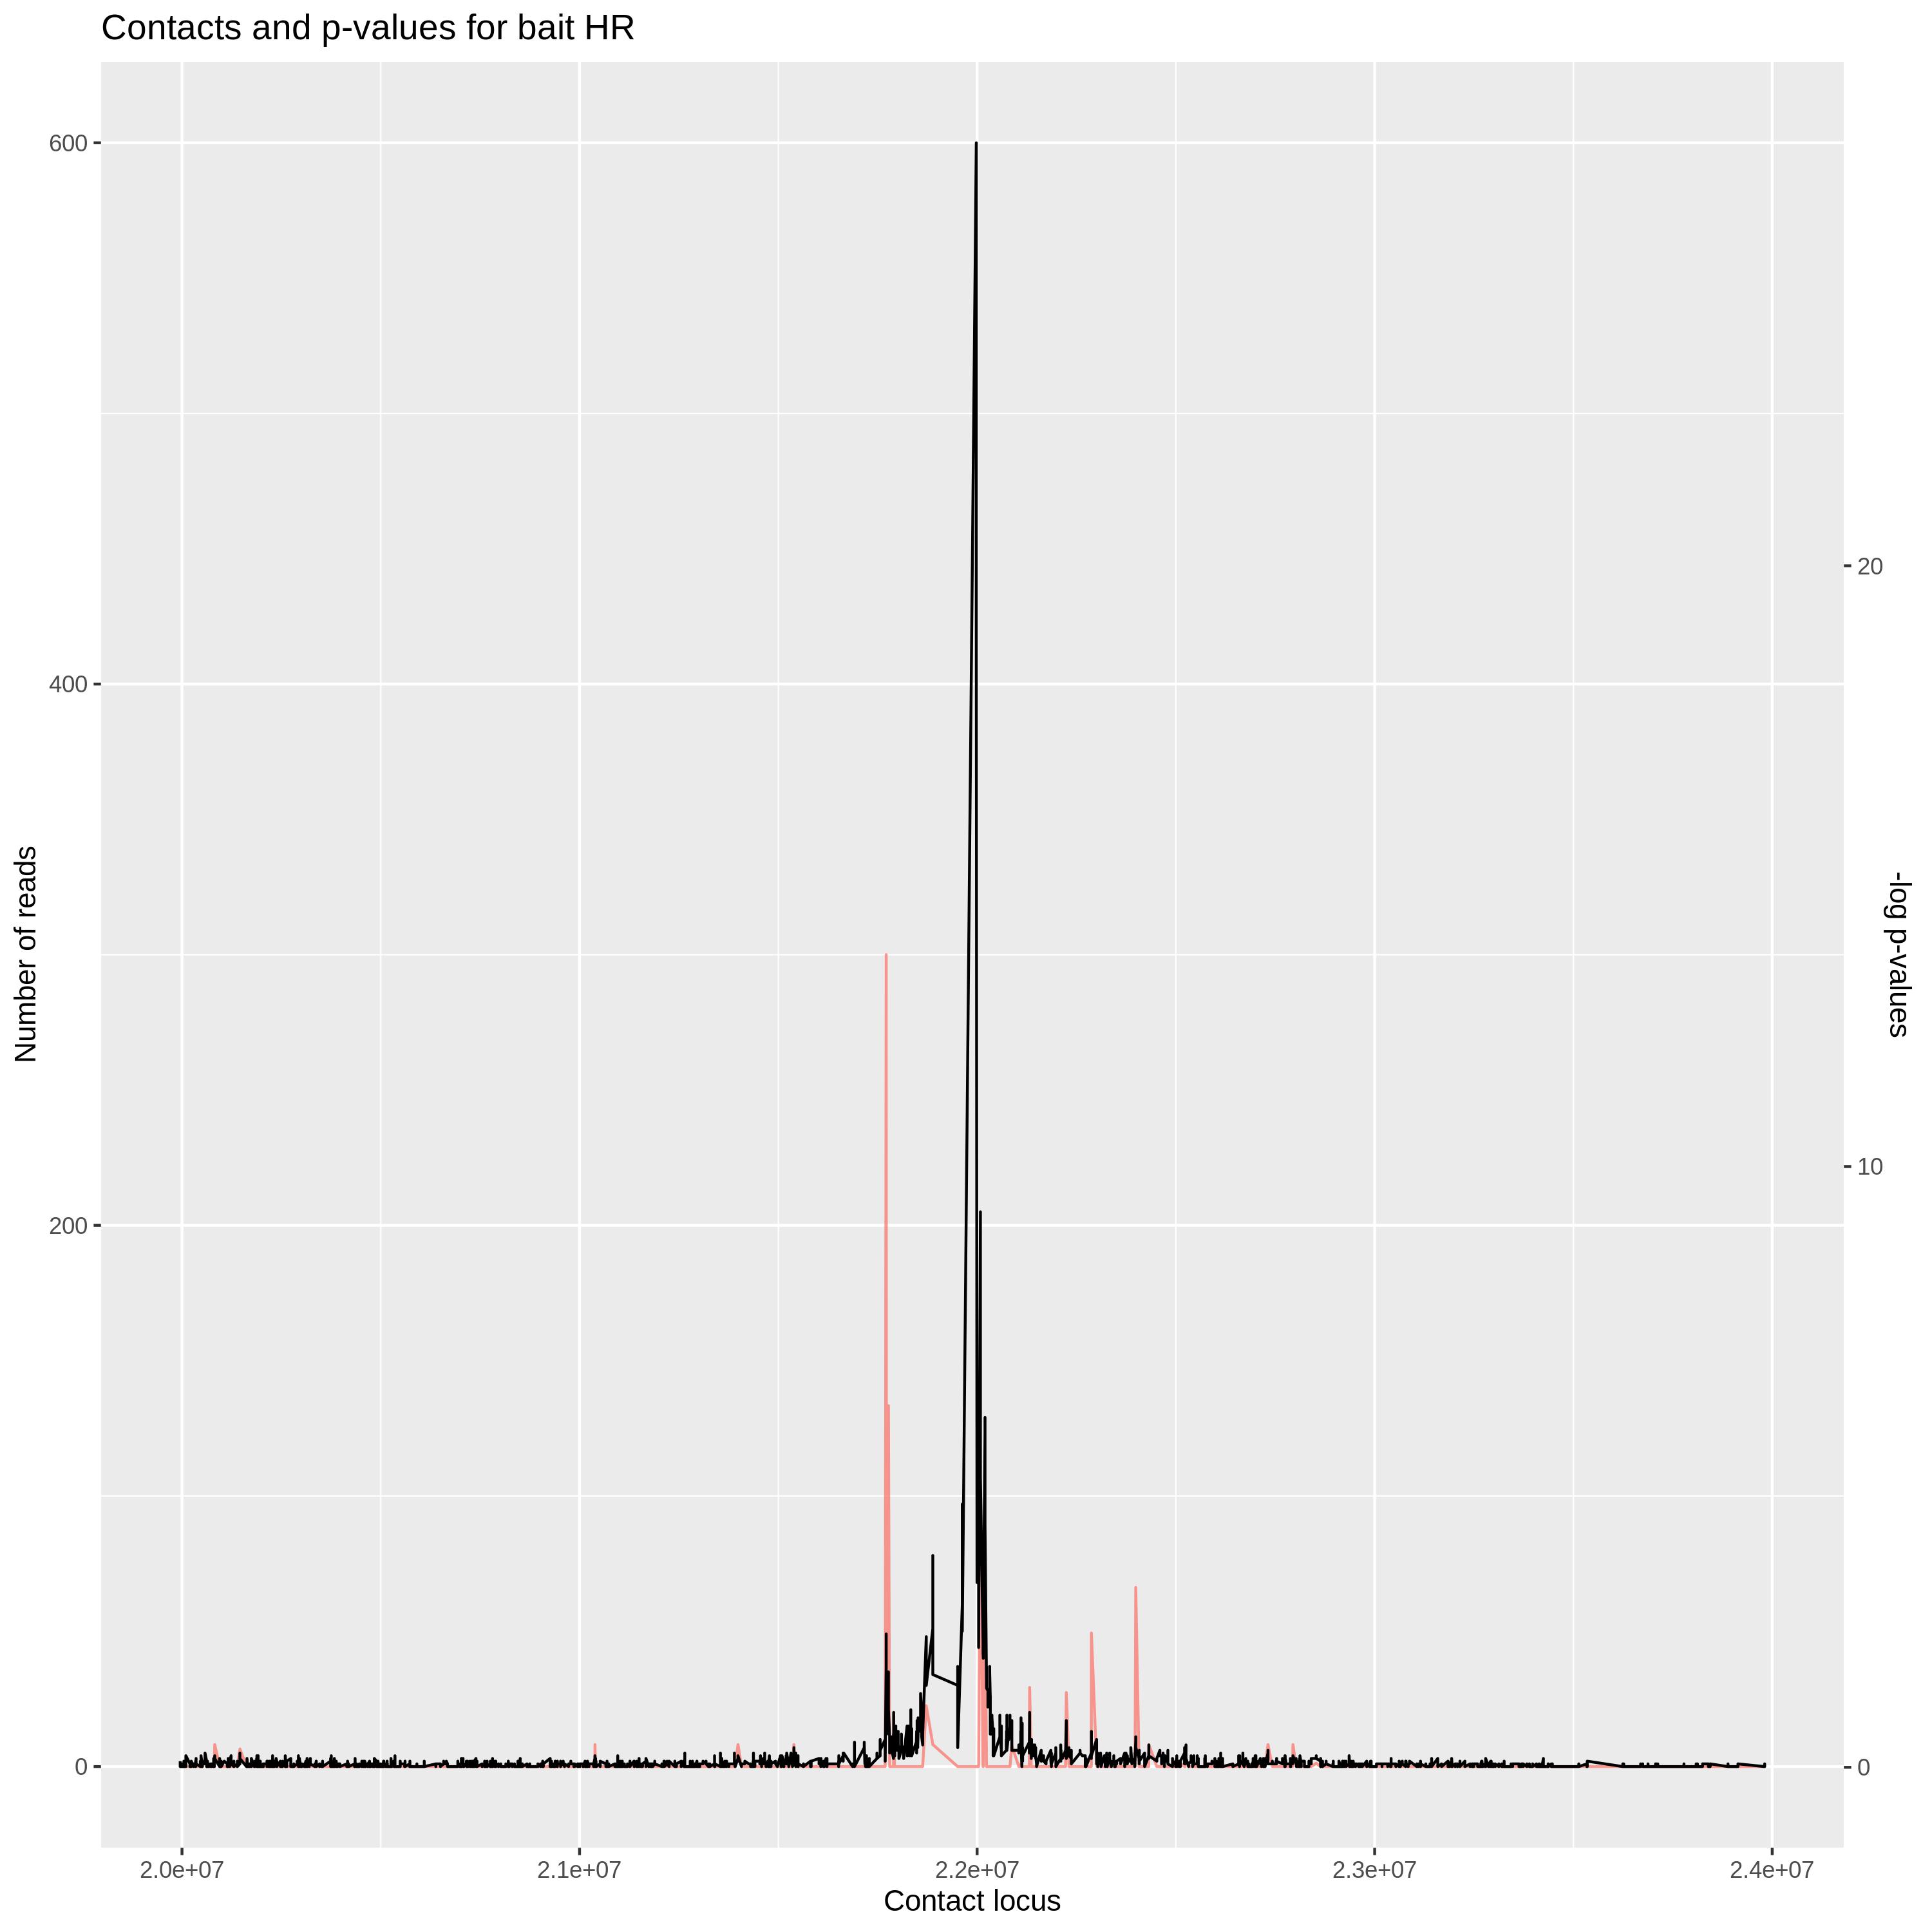 Contacts and p-values for bait HR
600
400
200
0
Number of reads
20
10
0
-log p-values
2.0e+07
2.1e+07
2.2e+07
2.3e+07
2.4e+07
Contact locus